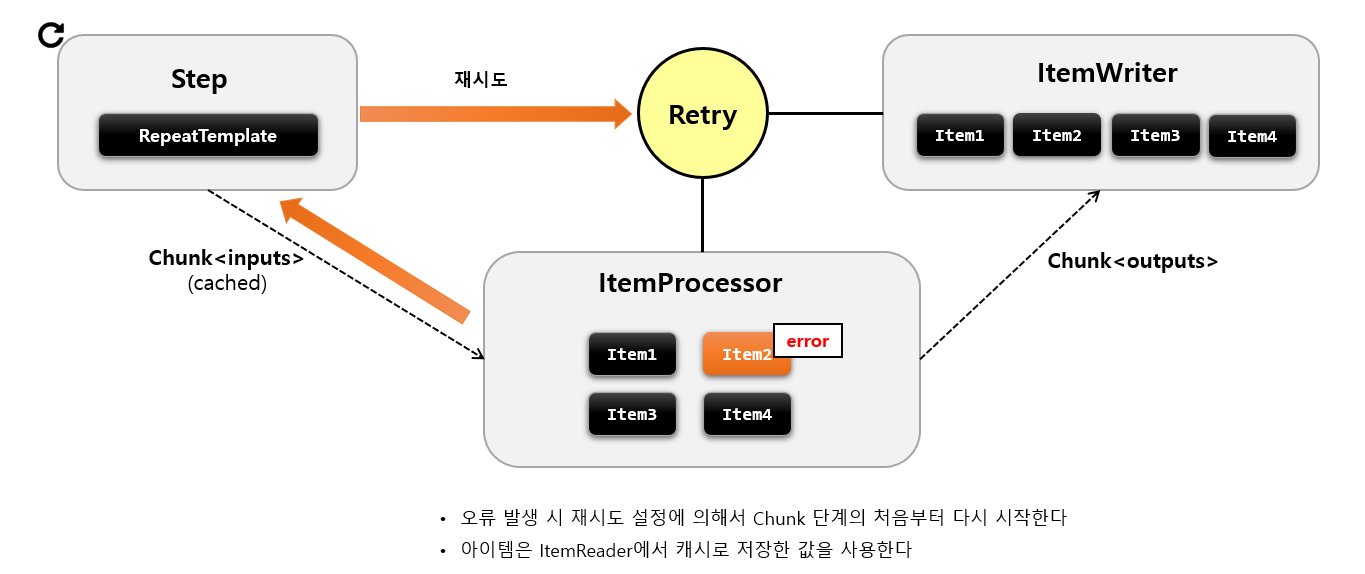 Step
RepeatTemplate
재시도
Retry
ItemWriter
Item1
Item2
Item3
Item4
Chunk<inputs>
(cached)
Chunk<outputs>
ItemProcessor
Item1
Item2
error
Item3
Item4
• 오류 발생 시 재시도 설정에 의해서 Chunk 단계의 처음부터 다시 시작한다
• 아이템은 ItemReader에서 캐시로 저장한 값을 사용한다